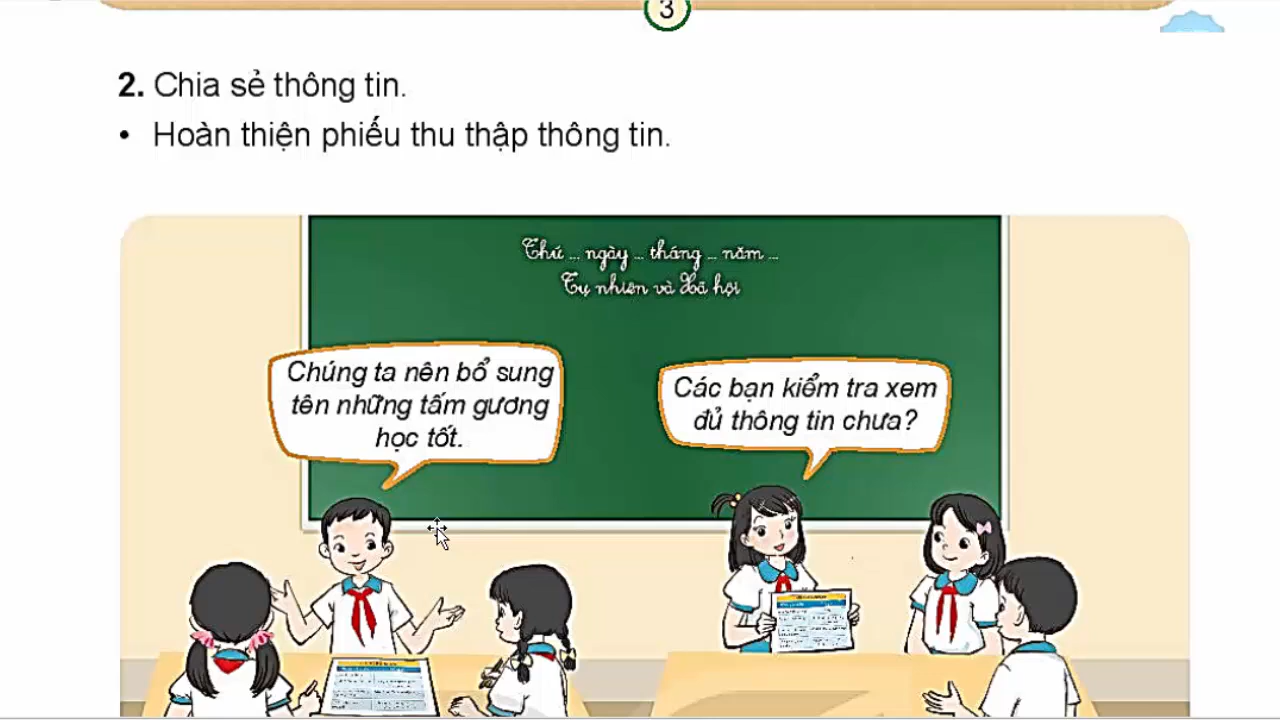 3
2. Chia sẻ thông tin.
• Hoàn thiện phiếu thu thập thông tin.
Thứ ... ngày ... tháng ... năm ...
Tự nhiên và Xã hội
Chúng ta nên bổ sung
tên những tấm gương
học tốt.
Các bạn kiểm tra xem
đủ thông tin chưa?